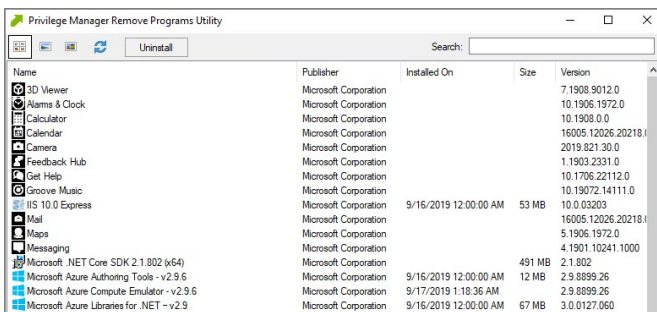 Privilege Manager Remove Programs Utility
Uninstall Search:
Name Publisher Installed On Size Version
3D Viewer Microsoft Corporation 7.1908.9012.0
Alarms & Clock Microsoft Corporation 10.1906.1972.0
Calculator Microsoft Corporation 10.1908.0.0
Calendar Microsoft Corporation 16005.12026.20218.(
Camera Microsoft Corporation 2019.821.30.0
Feedback Hub Microsoft Corporation 1.1903.2331.0
Get Help Microsoft Corporation 10.1706.22112.0
Groove Music Microsoft Corporation 10.19072.14111.0
IIS 10.0 Express Microsoft Corporation 9/16/2019 12:00:00 AM 53 MB 10.0.03203
Mail Microsoft Corporation 16005.12026.20218.(
Maps Microsoft Corporation 5.1906.1972.0
Messaging Microsoft Corporation 4.1901.10241.1000
Microsoft .NET Core SDK 2.1.802 (x64) Microsoft Corporation 491 MB 2.1.802
Microsoft Azure Authoring Tools - v2.9.6 Microsoft Corporation 9/16/2019 12:00:00 AM 12 MB 2.9.8899.26
Microsoft Azure Compute Emulator - v2.9.6 Microsoft Corporation 9/17/2019 1:18:36 AM 2.9.8899.26
Microsoft Azure Libraries for .NET – v2.9 Microsoft Corporation 9/16/2019 12:00:00 AM 67 MB 3.0.0127.060